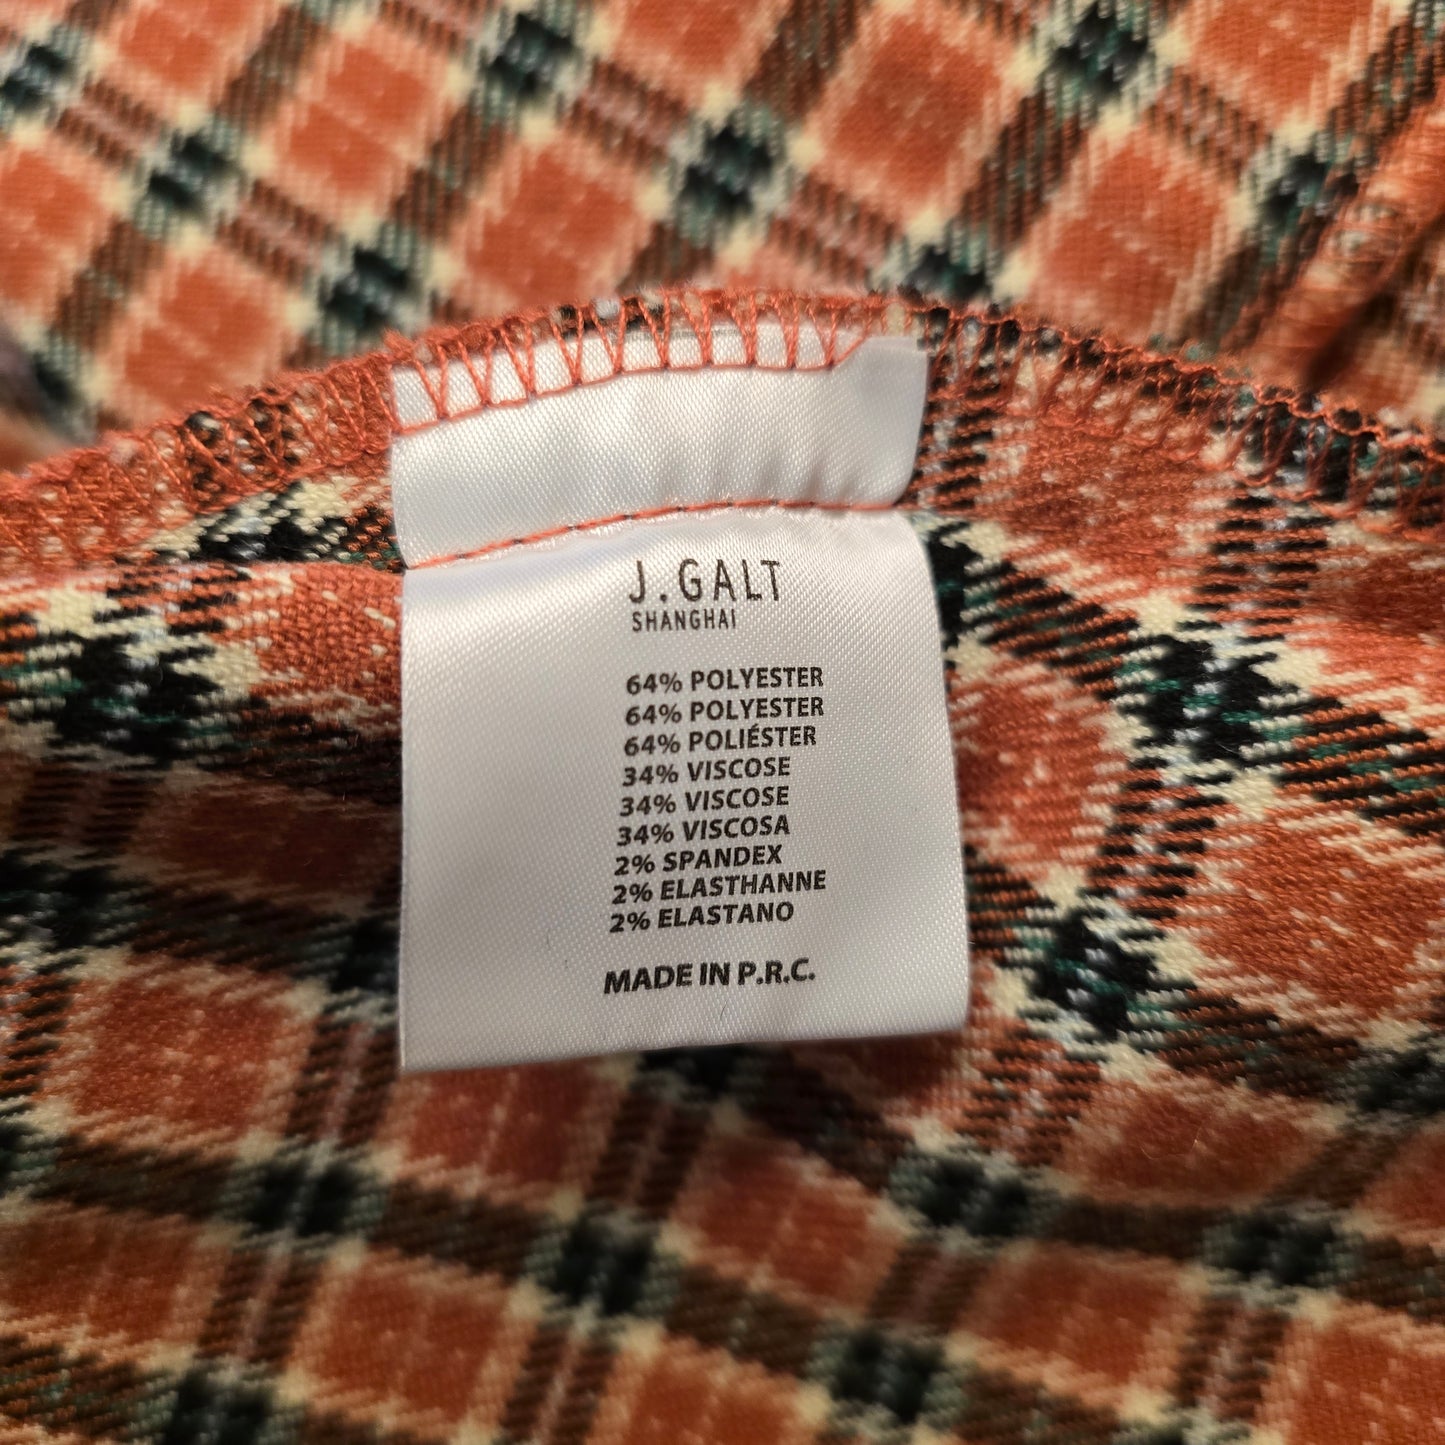 J.GALT
SHANGHAI
64% POLYESTER
64% POLYESTER
64% POLIÉSTER
34% VISCOSE
34% VISCOSE
34% VISCOSA
2% SPANDEX
2% ELASTHANNE
2% ELASTANO
MADE IN P.R.C.